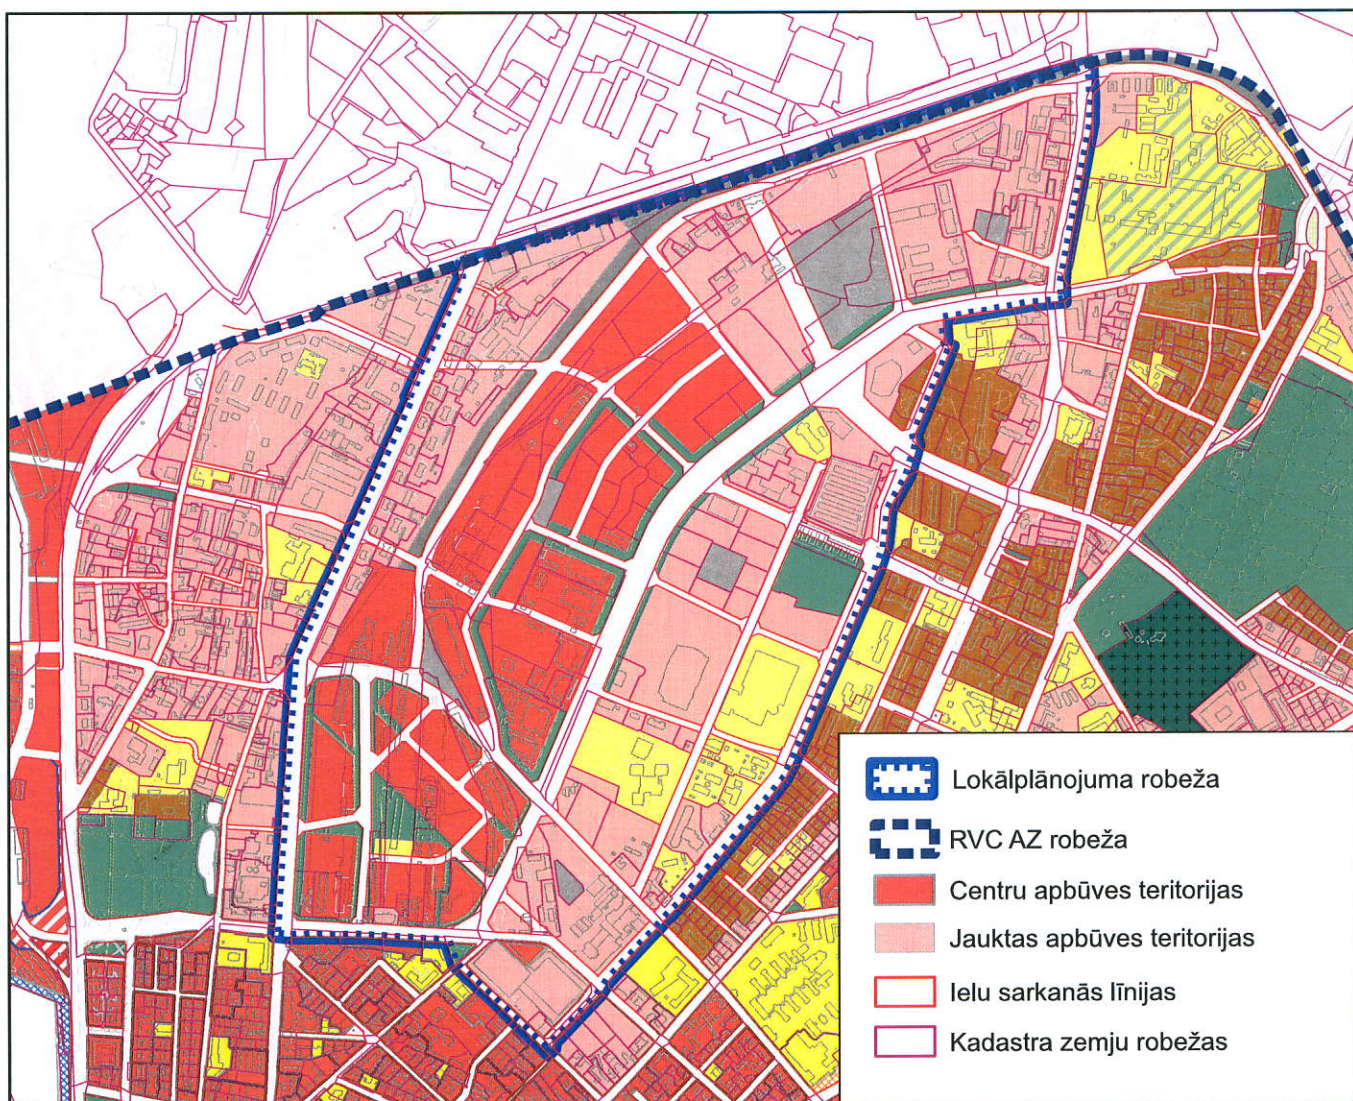 Lokālplānojuma robeža
RVC AZ robeža
Centru apbūves teritorijas
Jauktas apbūves teritorijas
Ielu sarkanās līnijas
Kadastra zemju robežas